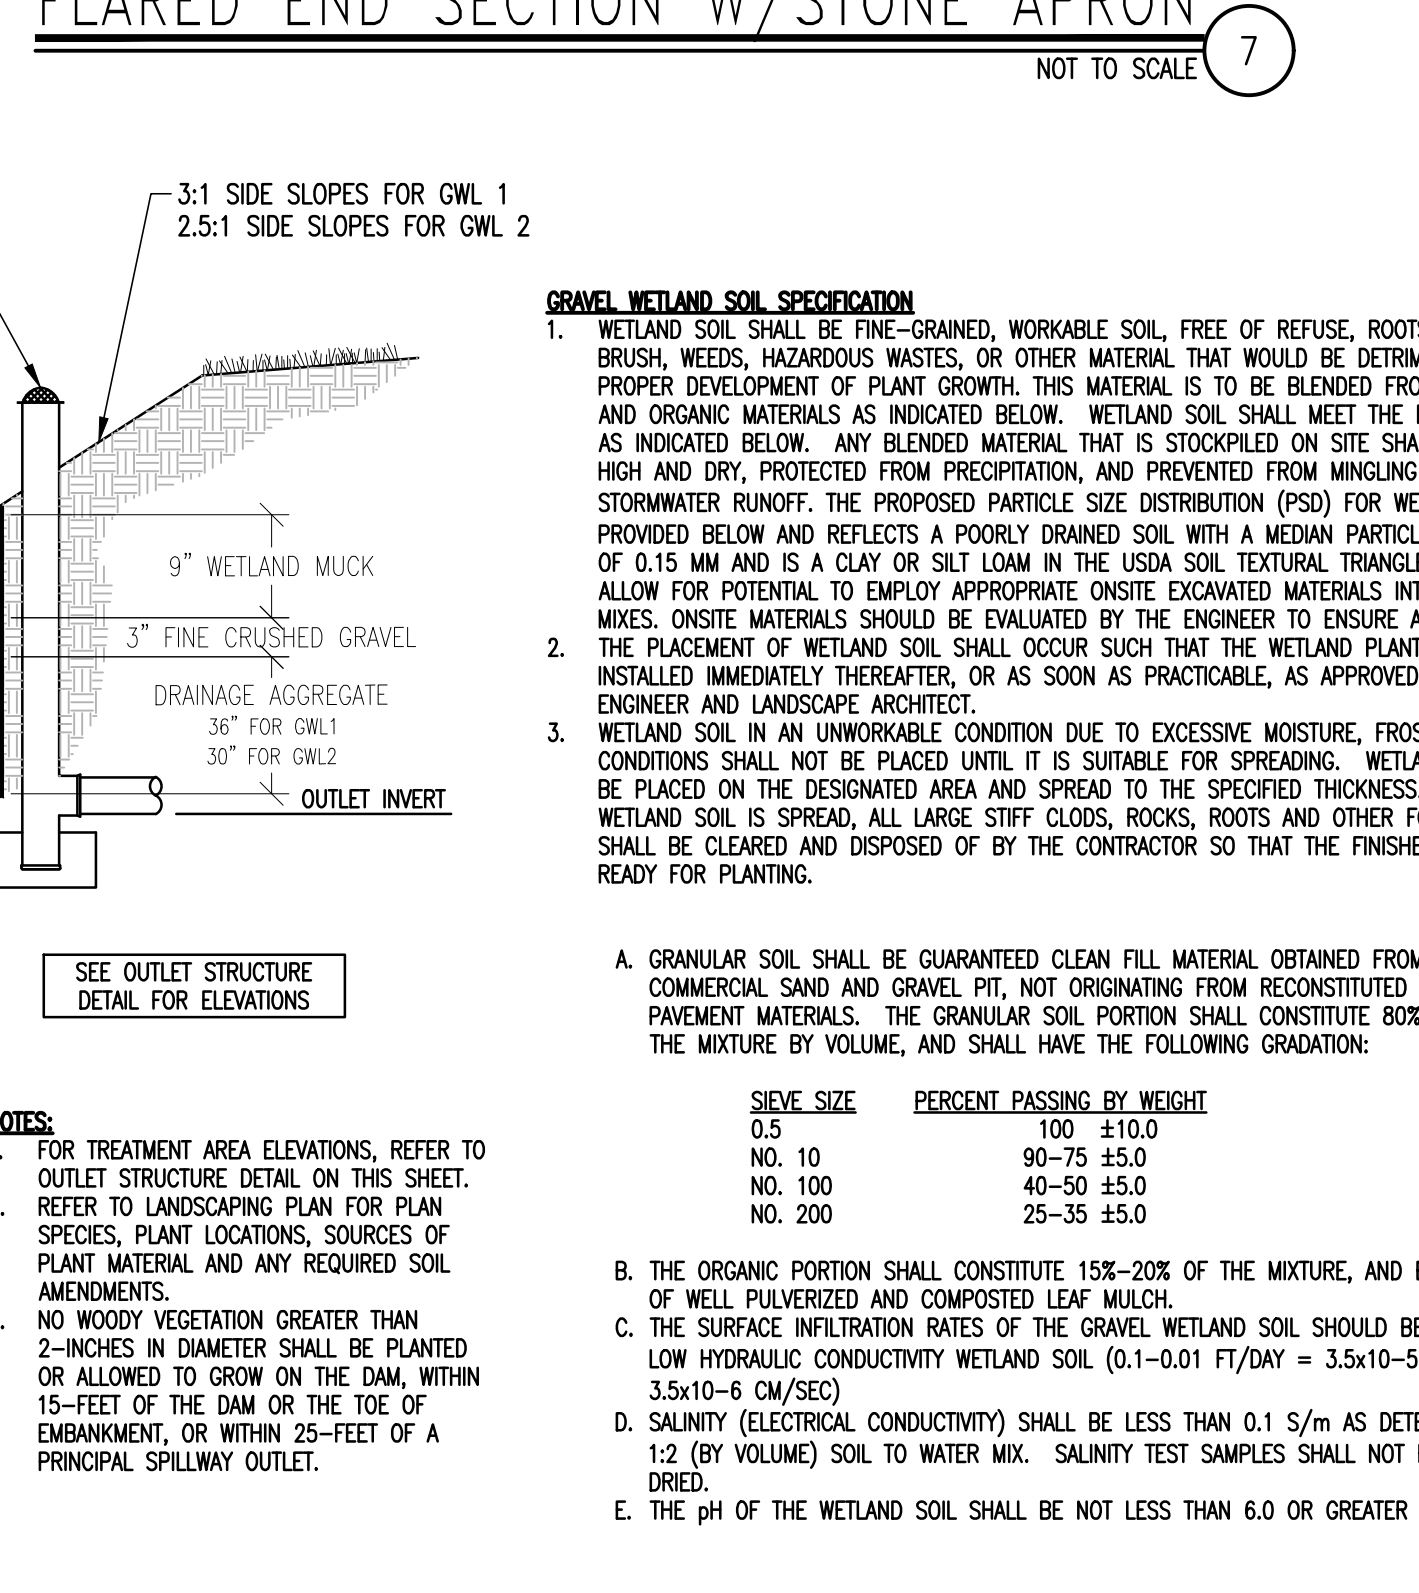 FLARED END SECTION W/STONE APRON
7
NOT TO SCALE
3:1 SIDE SLOPES FOR GWL 1
2.5:1 SIDE SLOPES FOR GWL 2
9" WETLAND MUCK
3" FINE CRUSHED GRAVEL
DRAINAGE AGGREGATE
36" FOR GWL1
30" FOR GWL2
OUTLET INVERT
SEE OUTLET STRUCTURE
DETAIL FOR ELEVATIONS
OTES:
FOR TREATMENT AREA ELEVATIONS, REFER TO
OUTLET STRUCTURE DETAIL ON THIS SHEET.
REFER TO LANDSCAPING PLAN FOR PLAN
SPECIES, PLANT LOCATIONS, SOURCES OF
PLANT MATERIAL AND ANY REQUIRED SOIL
AMENDMENTS.
NO WOODY VEGETATION GREATER THAN
2-INCHES IN DIAMETER SHALL BE PLANTED
OR ALLOWED TO GROW ON THE DAM, WITHIN
15-FEET OF THE DAM OR THE TOE OF
EMBANKMENT, OR WITHIN 25-FEET OF A
PRINCIPAL SPILLWAY OUTLET.
GRAVEL WETLAND SOIL SPECIFICATION
1. WETLAND SOIL SHALL BE FINE-GRAINED, WORKABLE SOIL, FREE OF REFUSE, ROOTS
BRUSH, WEEDS, HAZARDOUS WASTES, OR OTHER MATERIAL THAT WOULD BE DETRIM
PROPER DEVELOPMENT OF PLANT GROWTH. THIS MATERIAL IS TO BE BLENDED FRO
AND ORGANIC MATERIALS AS INDICATED BELOW. WETLAND SOIL SHALL MEET THE
AS INDICATED BELOW. ANY BLENDED MATERIAL THAT IS STOCKPILED ON SITE SHA
HIGH AND DRY, PROTECTED FROM PRECIPITATION, AND PREVENTED FROM MINGLING
STORMWATER RUNOFF. THE PROPOSED PARTICLE SIZE DISTRIBUTION (PSD) FOR WE
PROVIDED BELOW AND REFLECTS A POORLY DRAINED SOIL WITH A MEDIAN PARTICL
OF 0.15 MM AND IS A CLAY OR SILT LOAM IN THE USDA SOIL TEXTURAL TRIANGLE
ALLOW FOR POTENTIAL TO EMPLOY APPROPRIATE ONSITE EXCAVATED MATERIALS INT
MIXES. ONSITE MATERIALS SHOULD BE EVALUATED BY THE ENGINEER TO ENSURE A
2. THE PLACEMENT OF WETLAND SOIL SHALL OCCUR SUCH THAT THE WETLAND PLANT
INSTALLED IMMEDIATELY THEREAFTER, OR AS SOON AS PRACTICABLE, AS APPROVED
ENGINEER AND LANDSCAPE ARCHITECT.
3. WETLAND SOIL IN AN UNWORKABLE CONDITION DUE TO EXCESSIVE MOISTURE, FROS
CONDITIONS SHALL NOT BE PLACED UNTIL IT IS SUITABLE FOR SPREADING. WETLA
BE PLACED ON THE DESIGNATED AREA AND SPREAD TO THE SPECIFIED THICKNESS.
WETLAND SOIL IS SPREAD, ALL LARGE STIFF CLODS, ROCKS, ROOTS AND OTHER FO
SHALL BE CLEARED AND DISPOSED OF BY THE CONTRACTOR SO THAT THE FINISHE
READY FOR PLANTING.
A. GRANULAR SOIL SHALL BE GUARANTEED CLEAN FILL MATERIAL OBTAINED FROM
COMMERCIAL SAND AND GRAVEL PIT, NOT ORIGINATING FROM RECONSTITUTED
PAVEMENT MATERIALS. THE GRANULAR SOIL PORTION SHALL CONSTITUTE 80%
THE MIXTURE BY VOLUME, AND SHALL HAVE THE FOLLOWING GRADATION:
SIEVE SIZE PERCENT PASSING BY WEIGHT
0.5 100 ±10.0
NO. 10 90-75 ±5.0
NO. 100 40-50 ±5.0
NO. 200 25-35 ±5.0
B. THE ORGANIC PORTION SHALL CONSTITUTE 15%-20% OF THE MIXTURE, AND
OF WELL PULVERIZED AND COMPOSTED LEAF MULCH.
C. THE SURFACE INFILTRATION RATES OF THE GRAVEL WETLAND SOIL SHOULD BE
LOW HYDRAULIC CONDUCTIVITY WETLAND SOIL (0.1-0.01 FT/DAY = 3.5x10-5
3.5x10-6 CM/SEC)
D. SALINITY (ELECTRICAL CONDUCTIVITY) SHALL BE LESS THAN 0.1 S/m AS DETE
1:2 (BY VOLUME) SOIL TO WATER MIX. SALINITY TEST SAMPLES SHALL NOT
DRIED.
E. THE pH OF THE WETLAND SOIL SHALL BE NOT LESS THAN 6.0 OR GREATER